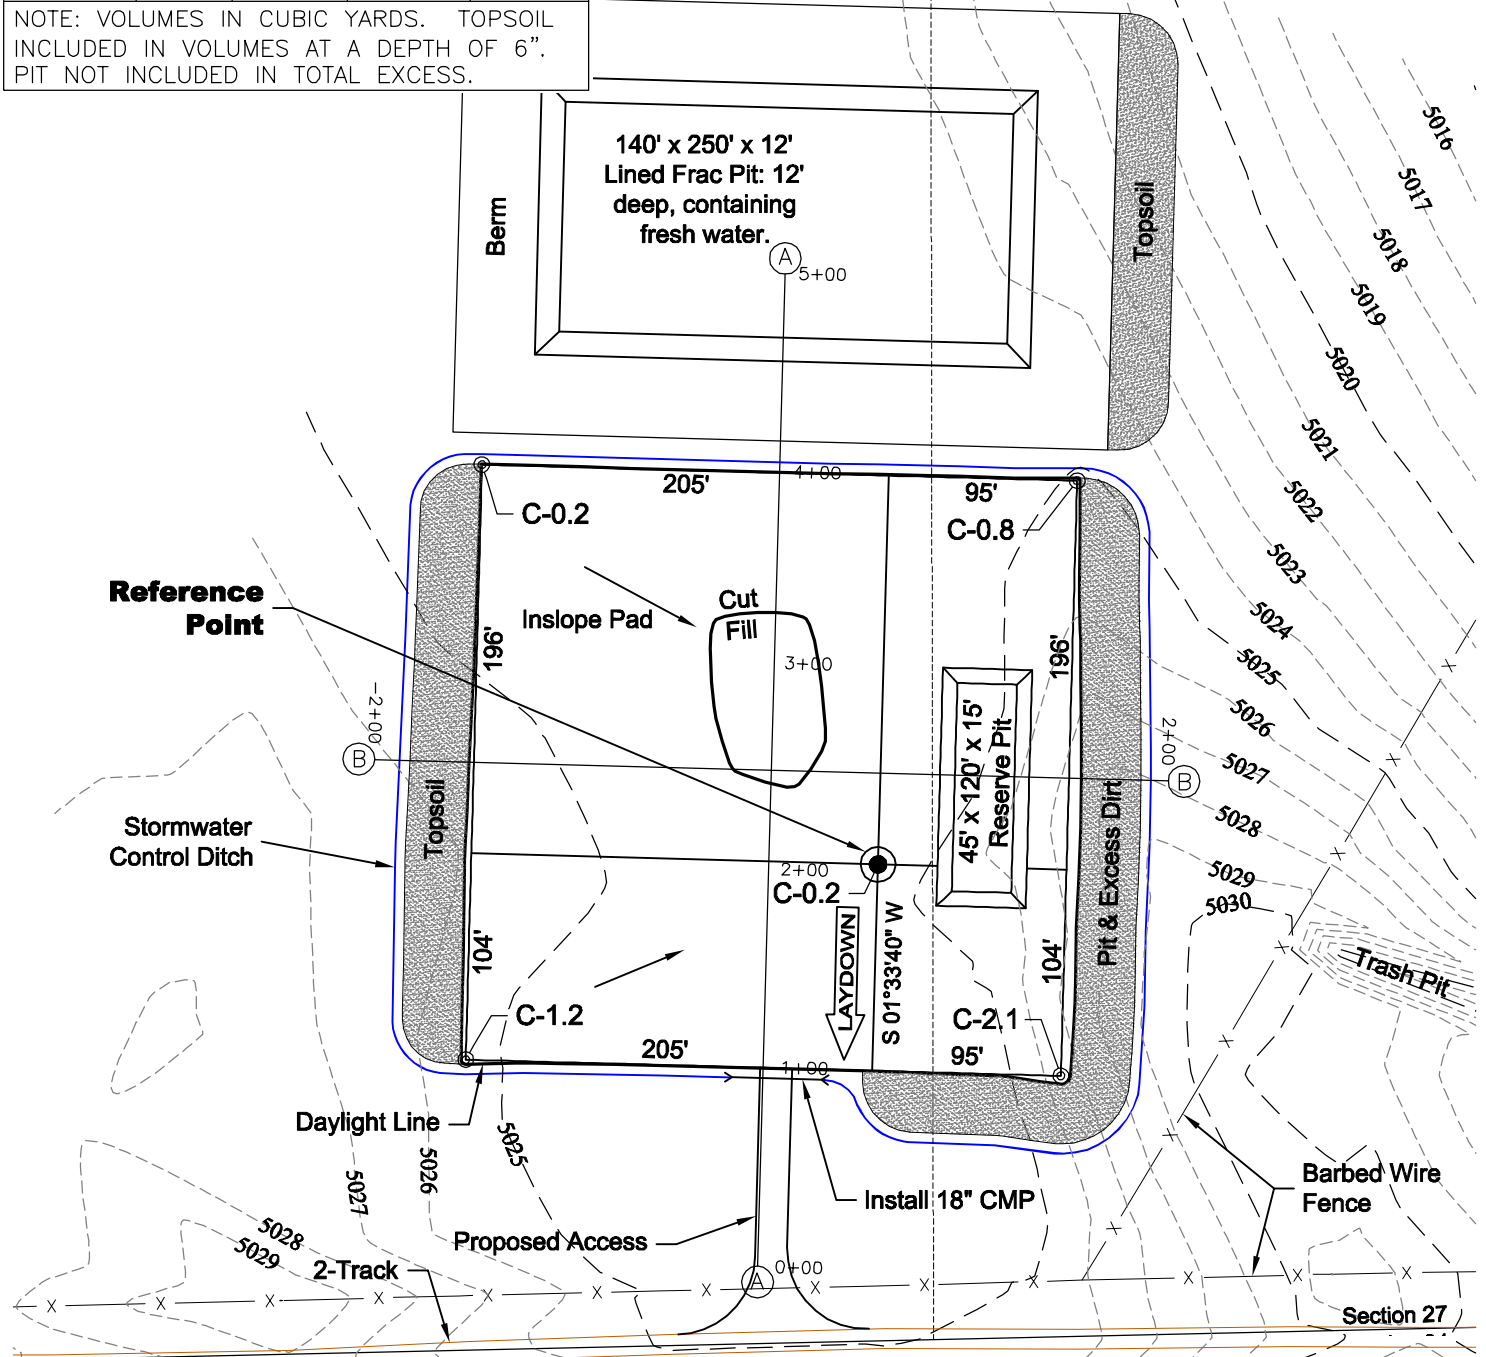 NOTE: VOLUMES IN CUBIC YARDS. TOPSOIL
INCLUDED IN VOLUMES AT A DEPTH OF 6”.
PIT NOT INCLUDED IN TOTAL EXCESS.
140' x 250' x 12'
Lined Frac Pit: 12'
deep, containing
fresh water.
Berm
Topsoil
A
5+00
5016
5017
5018
5019
5020
5021
5022
5023
5024
5025
5026
5027
5028
5029
5030
205'
4+00
95'
C-0.2
C-0.8
Reference
Point
Inslope Pad
Cut
Fill
196'
3+00
196'
-2+00
B
2+00
B
45' x 120' x 15'
Reserve Pit
Topsoil
Pit & Excess Dirt
Stormwater
Control Ditch
2+00
C-0.2
LAYDOWN
S 01°33'40" W
104'
104'
Trash Pit
C-1.2
C-2.1
205'
1+00
95'
Daylight Line
5025
5026
5027
5028
5029
Install 18" CMP
Barbed Wire
Fence
Proposed Access
2-Track
A
0+00
X X X X X X X X X X X X X
X
X
X
X
X
X
X
X
Section 27